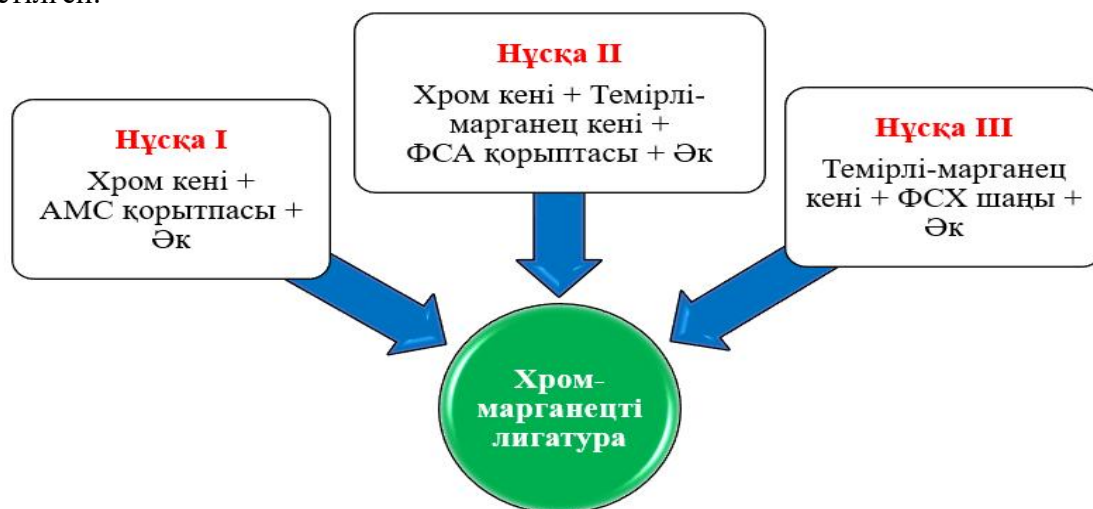 Нұсқа I
Хром кені +
АМС қорытпасы +
Әк
Нұсқа II
Хром кені + Темірлі-
марганец кені +
ФСА қорыптасы + Әк
Нұсқа III
Темірлі-марганец
кені + ФСХ шаңы +
Әк
Хром-
марганецті
лигатура